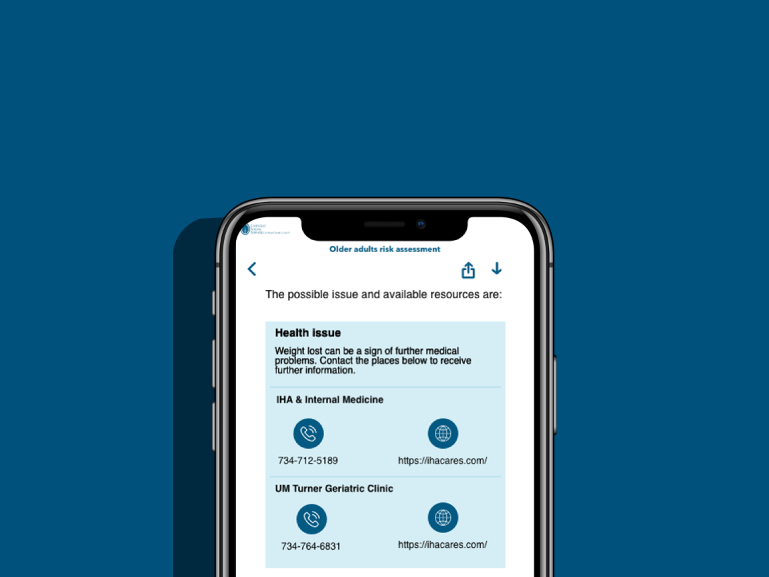 Older adults risk assessment
The possible issue and available resources are:
Health issue
Weight lost can be a sign of further medical
problems. Contact the places below to receive
further information.
IHA & Internal Medicine
734-712-5189 https://ihacares.com/
UM Turner Geriatric Clinic
734-764-6831 https://ihacares.com/